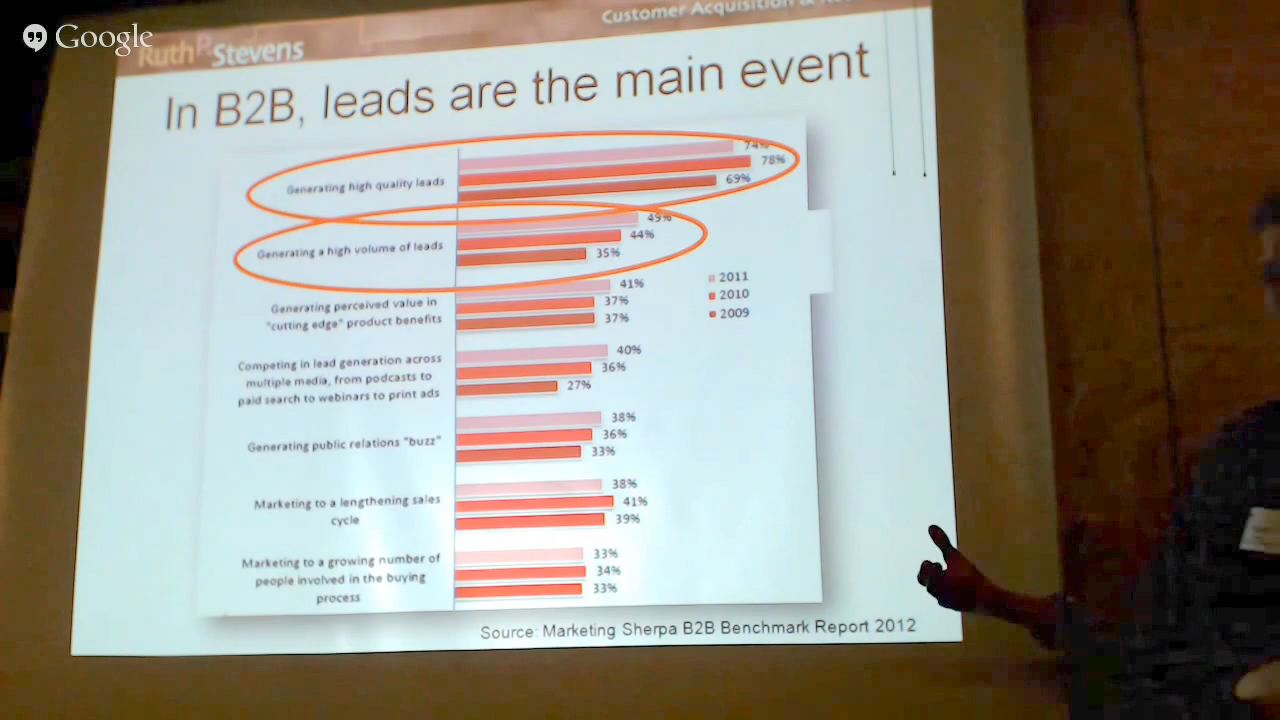 Google
Ruth P. Stevens
Customer Acquisition &
In B2B, leads are the main event
Generating high quality leads
74%
78%
69%
Generating a high volume of leads
49%
44%
35%
Generating perceived value in
"cutting edge" product benefits
41%
37%
37%
2011
2010
2009
Competing in lead generation across
multiple media, from podcasts to
paid search to webinars to print ads
40%
36%
27%
Generating public relations "buzz"
38%
36%
33%
Marketing to a lengthening sales
cycle
38%
41%
39%
Marketing to a growing number of
people involved in the buying
process
33%
34%
33%
Source: Marketing Sherpa B2B Benchmark Report 2012